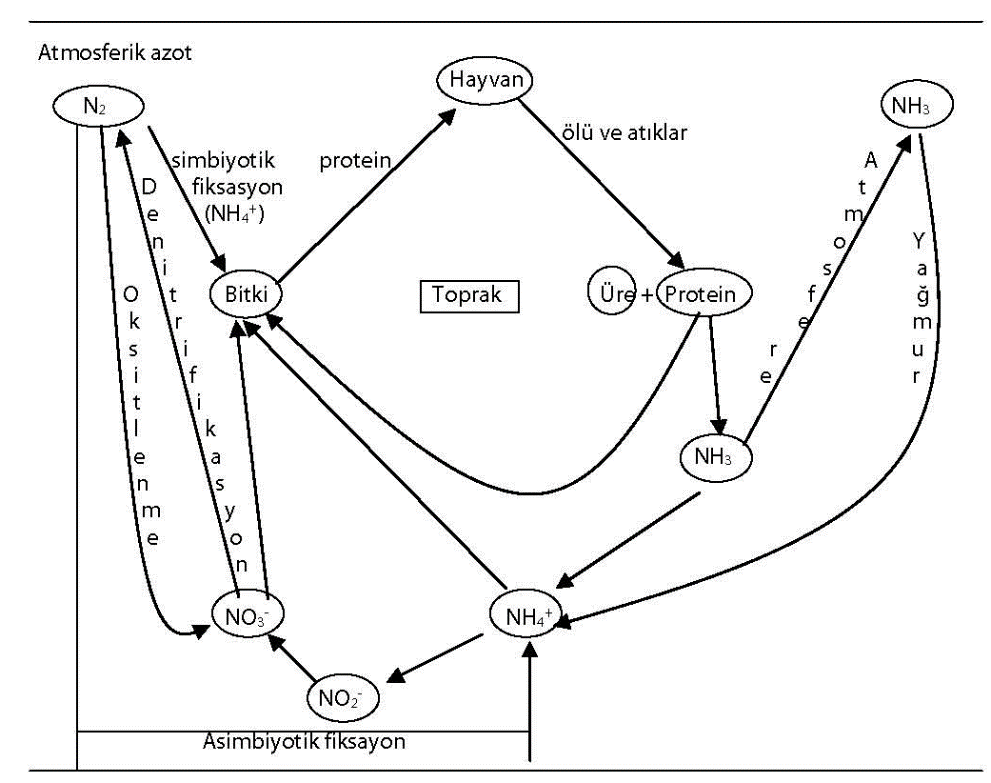 Atmosferik azot
N₂
Hayvan
NH₃
ölü ve atıklar
simbiyotik
fiksasyon
(NH₄⁺)
protein
Denitrifikasyon
Oksitlenme
Atmosfere
Yağmur
Bitki
Toprak
Üre + Protein
NH₃
NO₃⁻
NH₄⁺
NO₂⁻
Asimbiyotik fiksayon